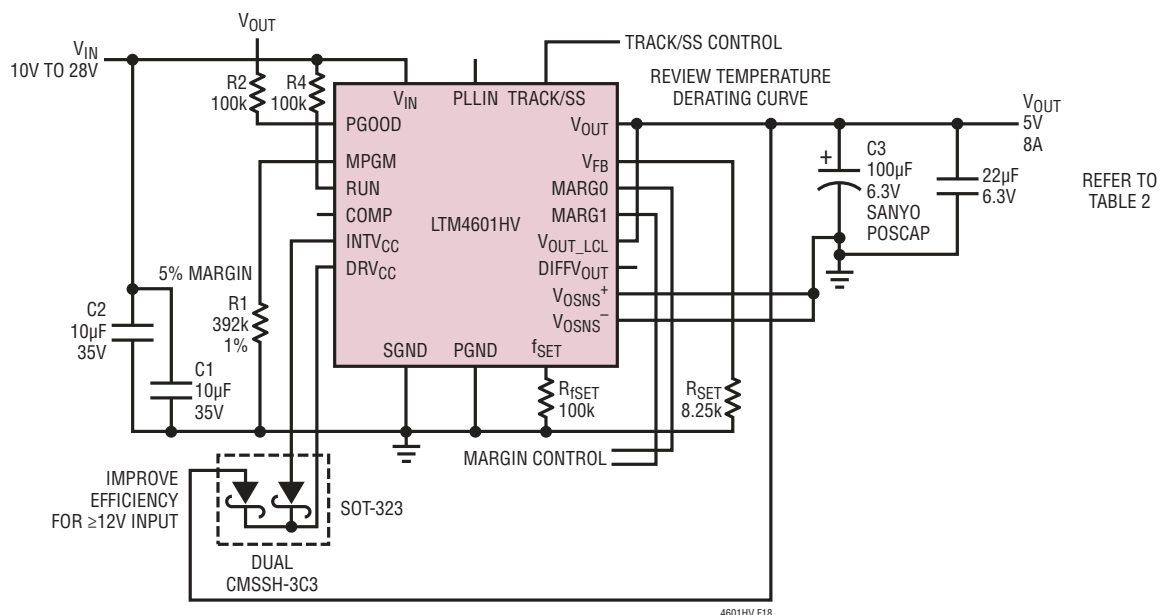 VOUT
VIN
10V TO 28V
TRACK/SS CONTROL
R2
100k
R4
100k
VIN
PLLIN
TRACK/SS
REVIEW TEMPERATURE
DERATING CURVE
PGOOD
MPGM
RUN
COMP
INTVCC
DRVCC
LTM4601HV
VOUT
VFB
MARG0
MARG1
VOUT_LCL
DIFFVOUT
VOSNS+
VOSNS–
SGND
PGND
fSET
VOUT
5V
8A
+
C3
100µF
6.3V
SANYO
POSCAP
22µF
6.3V
REFER TO
TABLE 2
5% MARGIN
C2
10µF
35V
R1
392k
1%
C1
10µF
35V
RfSET
100k
RSET
8.25k
MARGIN CONTROL
IMPROVE
EFFICIENCY
FOR ≥12V INPUT
SOT-323
DUAL
CMSSH-3C3
4601HV F18